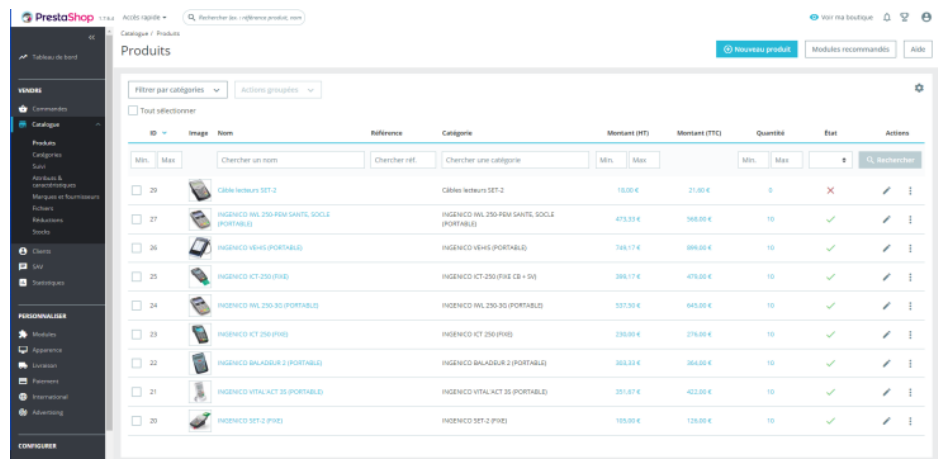 PrestaShop 1.7.6.4 Accès rapide Rechercher (ex. : référence produit, nom Voir ma boutique
Catalogue / Produits
Produits
Nouveau produit Modules recommandés Aide
Tableau de bord
VENDRE
Commandes
Catalogue
Produits
Catégories
Suivi
Attributs &
caractéristiques
Marques et fournisseurs
Fichiers
Réductions
Stocks
Clients
SAV
Statistiques
PERSONNALISER
Modules
Apparence
Livraison
Paiement
International
Advertising
CONFIGURER
Filtrer par catégories Actions groupées
Tout sélectionner
ID Image Nom Référence Catégorie Montant (HT) Montant (TTC) Quantité État Actions
Min. Max Chercher un nom Chercher réf. Chercher une catégorie Min. Max Min. Max Rechercher
29 Câble lecteurs SET-2 Câbles lecteurs SET-2 18,00 € 21,60 € 0
27 INGENICO IWL 250-PEM SANTE, SOCLE (PORTABLE) INGENICO IWL 250-PEM SANTE, SOCLE (PORTABLE) 473,33 € 568,00 € 10
26 INGENICO VEHIS (PORTABLE) INGENICO VEHIS (PORTABLE) 749,17 € 899,00 € 10
25 INGENICO ICT-250 (FIXE) INGENICO ICT-250 (FIXE CB + SV) 399,17 € 479,00 € 10
24 INGENICO IWL 250-3G (PORTABLE) INGENICO IWL 250-3G (PORTABLE) 537,50 € 645,00 € 10
23 INGENICO ICT 250 (FIXE) INGENICO ICT 250 (FIXE) 230,00 € 276,00 € 10
22 INGENICO BALADEUR 2 (PORTABLE) INGENICO BALADEUR 2 (PORTABLE) 303,33 € 364,00 € 10
21 INGENICO VITAL'ACT 3S (PORTABLE) INGENICO VITAL'ACT 3S (PORTABLE) 351,67 € 422,00 € 10
20 INGENICO SET-2 (FIXE) INGENICO SET-2 (FIXE) 105,00 € 126,00 € 10